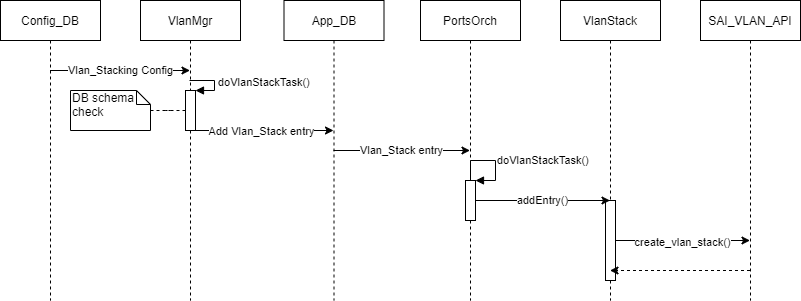 Config_DB
VlanMgr
App_DB
PortsOrch
VlanStack
SAI_VLAN_API
Vlan_Stacking Config
doVlanStackTask()
DB schema
check
Add Vlan_Stack entry
Vlan_Stack entry
doVlanStackTask()
addEntry()
create_vlan_stack()